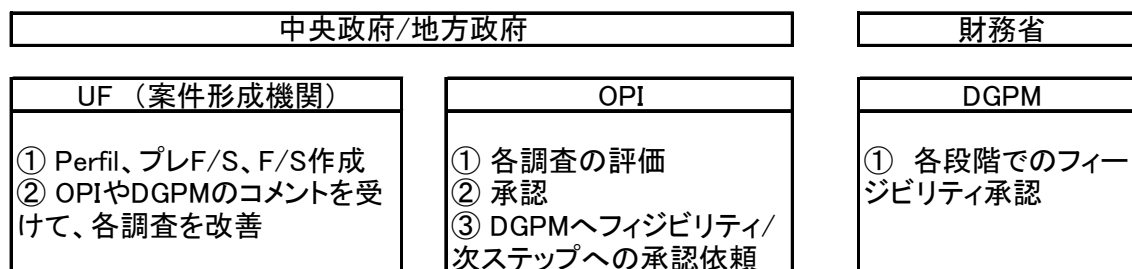 中央政府/地方政府
財務省
UF （案件形成機関）
① Perfil、プレF/S、F/S作成
② OPIやDGPMのコメントを受
けて、各調査を改善
OPI
① 各調査の評価
② 承認
③ DGPMへフィジビリティ/
次ステップへの承認依頼
DGPM
① 各段階でのフィー
ジビリティ承認